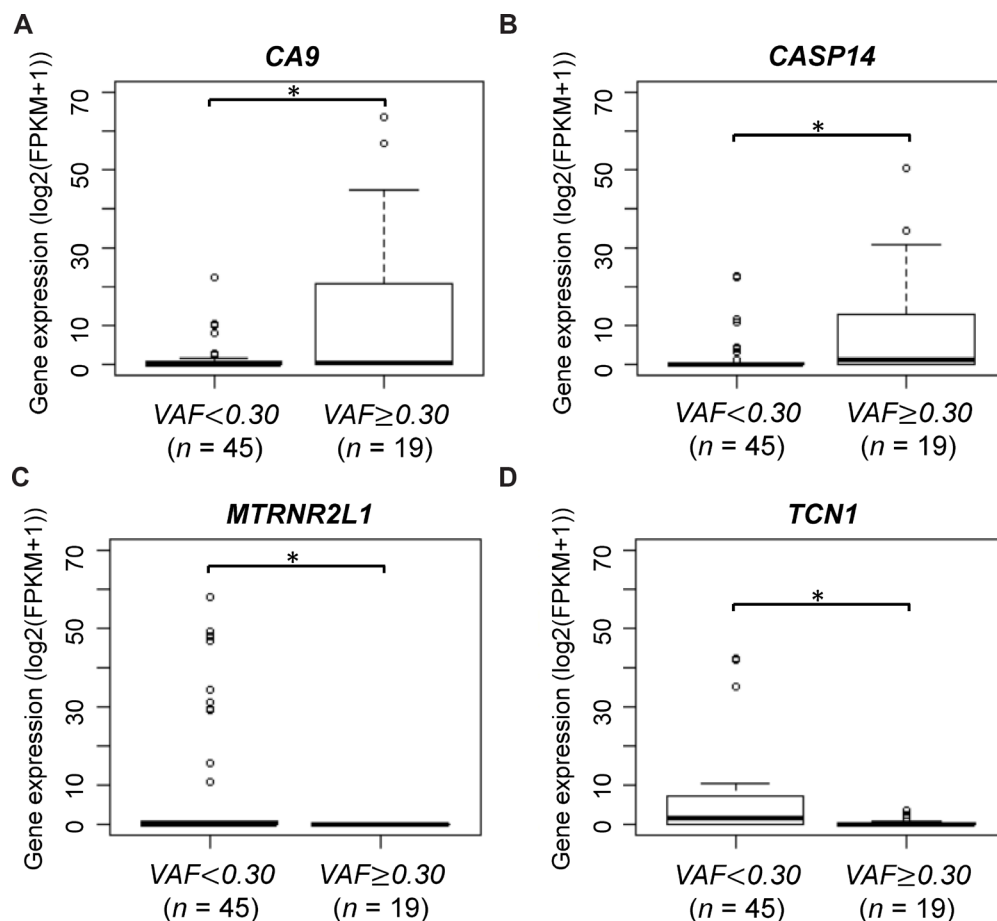 A
CA9
Gene expression (log2(FPKM+1))
70
50
30
10
0
*
VAF<0.30
(n = 45)
VAF≥0.30
(n = 19)
B
CASP14
Gene expression (log2(FPKM+1))
70
50
30
10
0
*
VAF<0.30
(n = 45)
VAF≥0.30
(n = 19)
C
MTRNR2L1
Gene expression (log2(FPKM+1))
70
50
30
10
0
*
VAF<0.30
(n = 45)
VAF≥0.30
(n = 19)
D
TCN1
Gene expression (log2(FPKM+1))
70
50
30
10
0
*
VAF<0.30
(n = 45)
VAF≥0.30
(n = 19)